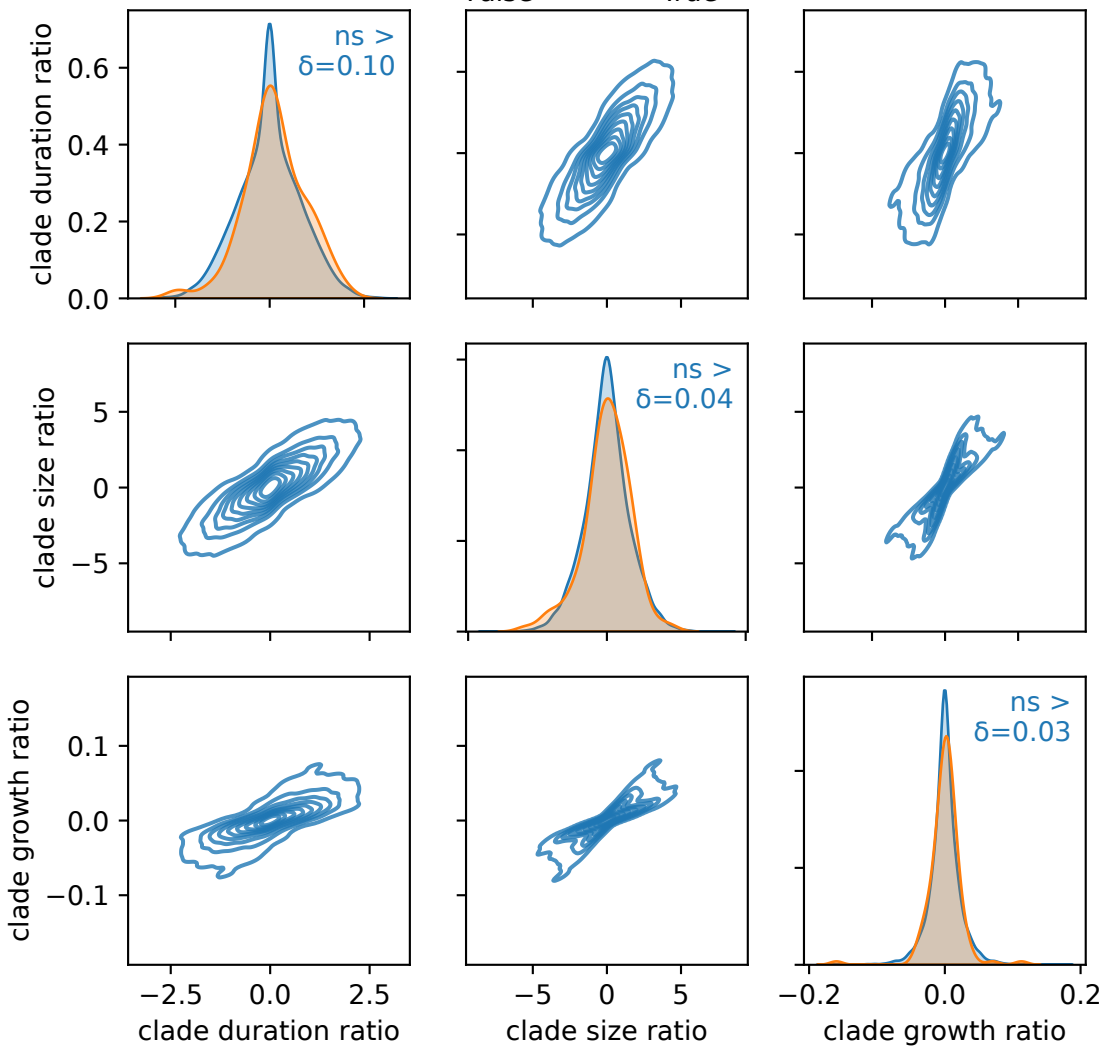 clade duration ratio
0.6
0.4
0.2
0.0
ns >
δ=0.10
clade size ratio
5
0
−5
ns >
δ=0.04
clade growth ratio
0.1
0.0
−0.1
ns >
δ=0.03
−2.5 0.0 2.5
−5 0 5
−0.2 0.0 0.2
clade duration ratio
clade size ratio
clade growth ratio